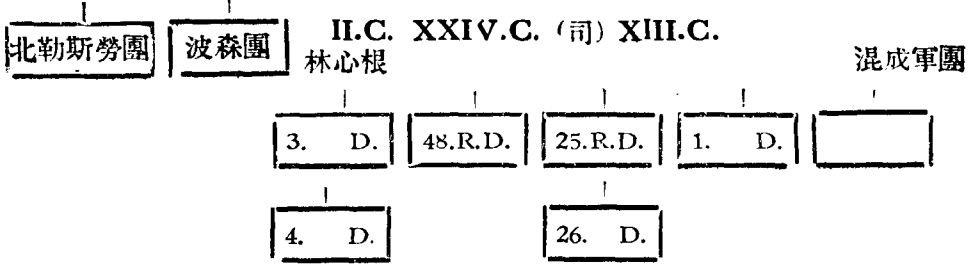 II.C. XXIV.C. (司) XIII.C.
北勒斯勞團 波森團 林心根 混成軍團
3. D. 48.R.D. 25.R.D. 1. D.
4. D. 26. D.